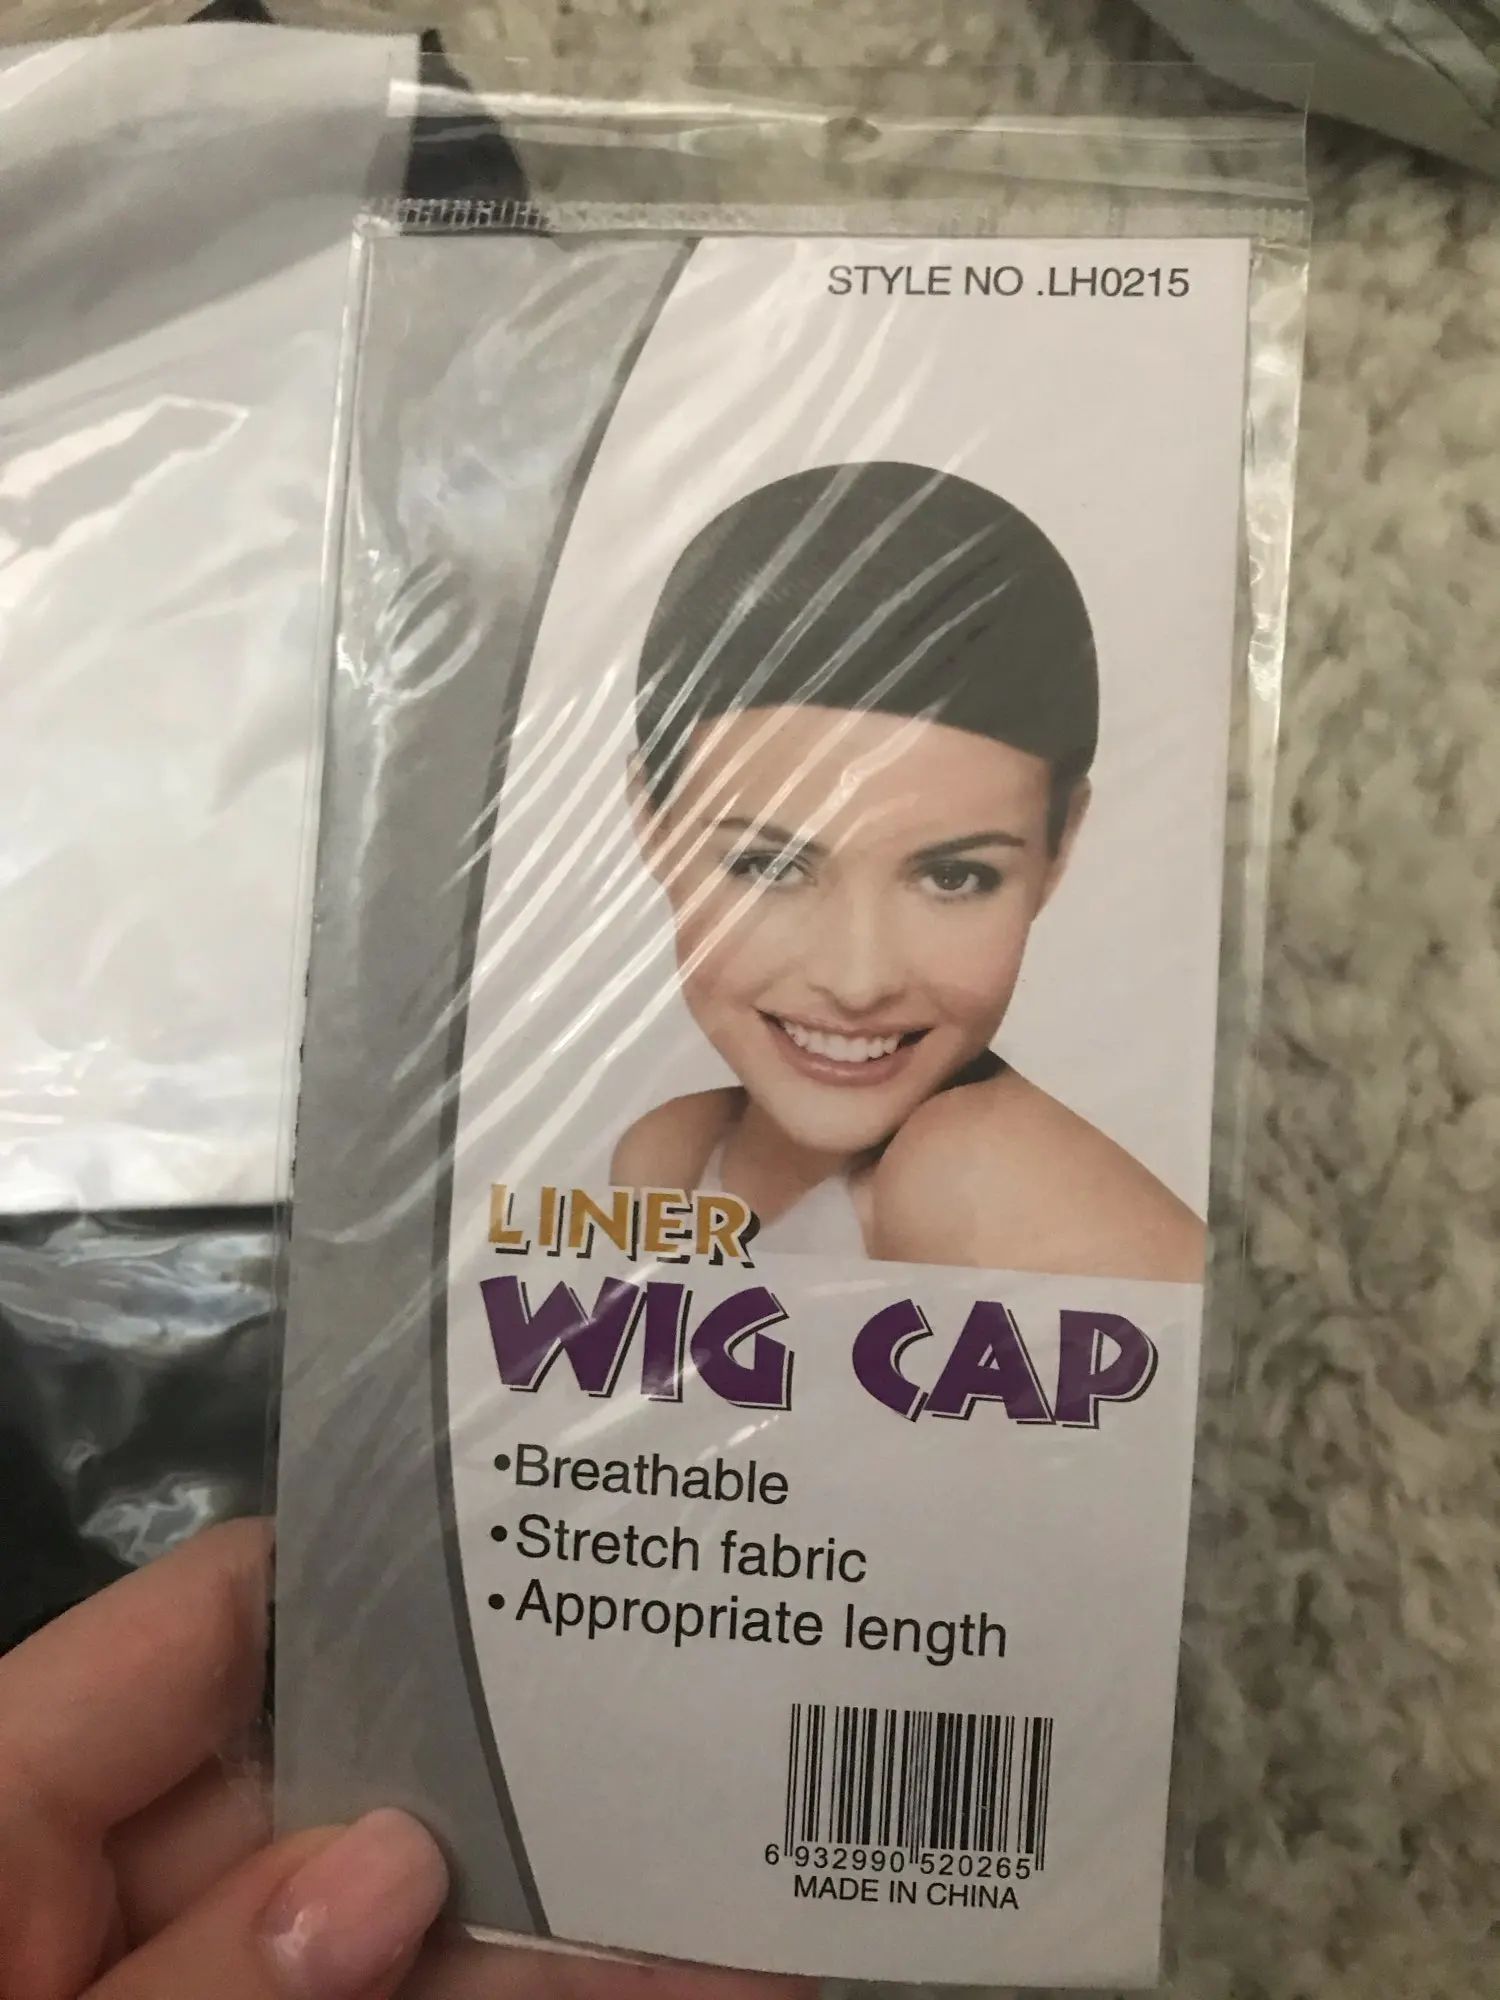 STYLE NO .LH0215
LINER
WIG CAP
•Breathable
•Stretch fabric
•Appropriate length
6 932990 520265
MADE IN CHINA